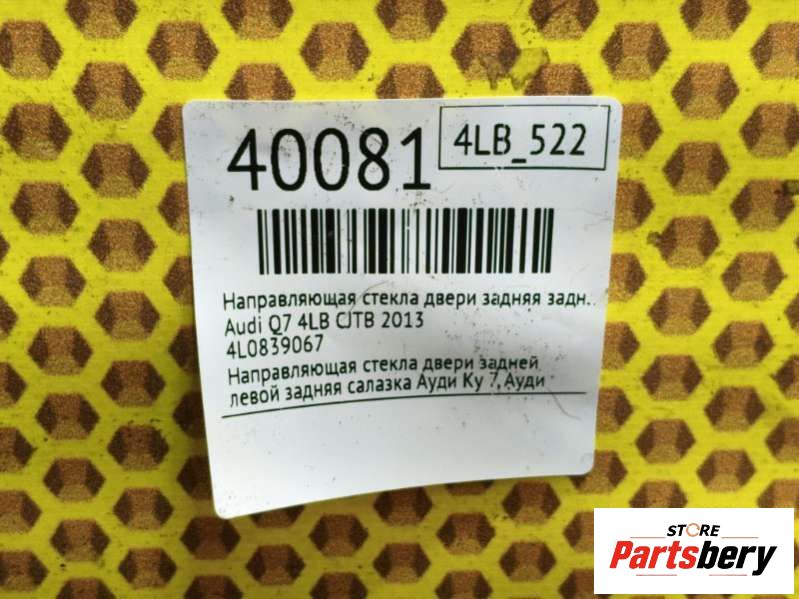 40081
4LB_522
Направляющая стекла двери задняя задн..
Audi Q7 4LB CJTB 2013
4L0839067
Направляющая стекла двери задней
левой задняя салазка Ауди Ку 7, Ауди
STORE
Partsbery